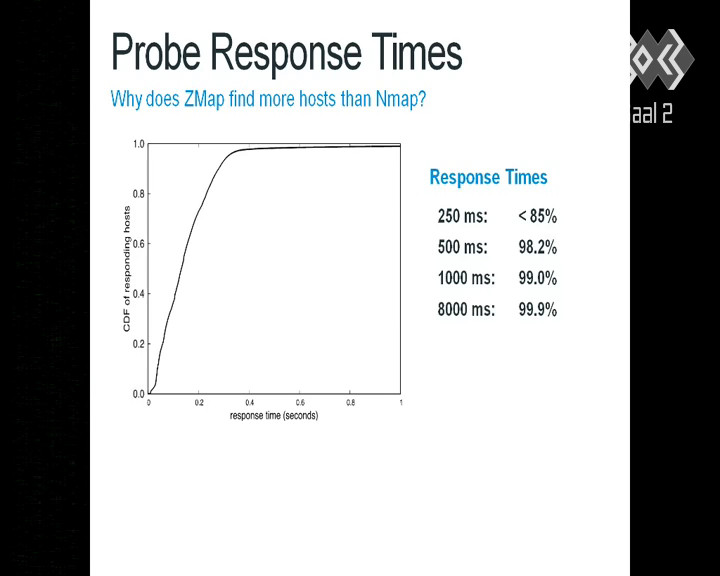 Probe Response Times
Why does ZMap find more hosts than Nmap?
aal 2
1.0
0.8
0.6
0.4
0.2
0.0
CDF of responding hosts
0 0.2 0.4 0.6 0.8 1
response time (seconds)
Response Times
250 ms: < 85%
500 ms: 98.2%
1000 ms: 99.0%
8000 ms: 99.9%